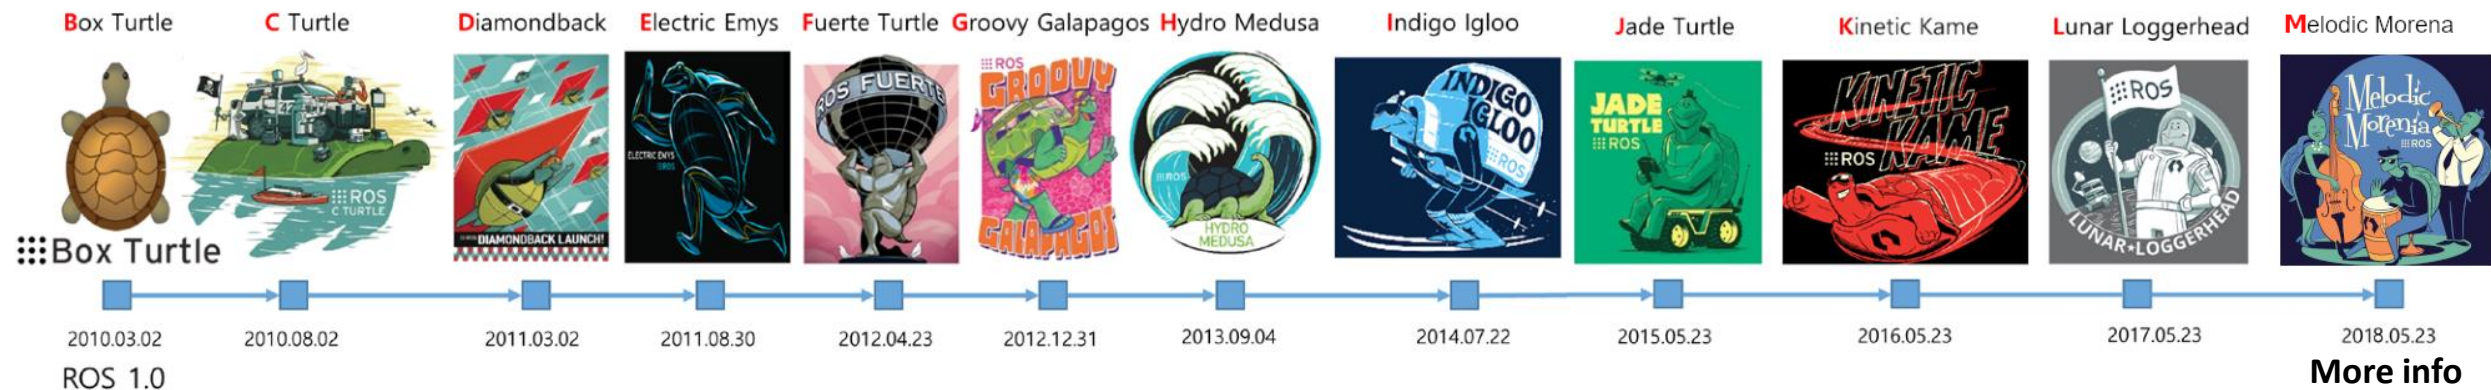 Box Turtle
C Turtle
Diamondback
Electric Emys
Fuerte Turtle
Groovy Galapagos
Hydro Medusa
Indigo Igloo
Jade Turtle
Kinetic Kame
Lunar Loggerhead
Melodic Morena
Box Turtle
ROS
C TURTLE
DIAMONDBACK LAUNCH!
ELECTRIC EMYS
ROS
ROS FUERTE
ROS
GROOVY
GALAPAGOS
ROS
HYDRO
MEDUSA
INDIGO
IGLOO
ROS
JADE
TURTLE
ROS
KINETIC
ROS KAME
ROS
LUNAR LOGGERHEAD
Melodic
Morenia
ROS
2010.03.02
2010.08.02
2011.03.02
2011.08.30
2012.04.23
2012.12.31
2013.09.04
2014.07.22
2015.05.23
2016.05.23
2017.05.23
2018.05.23
ROS 1.0
More info